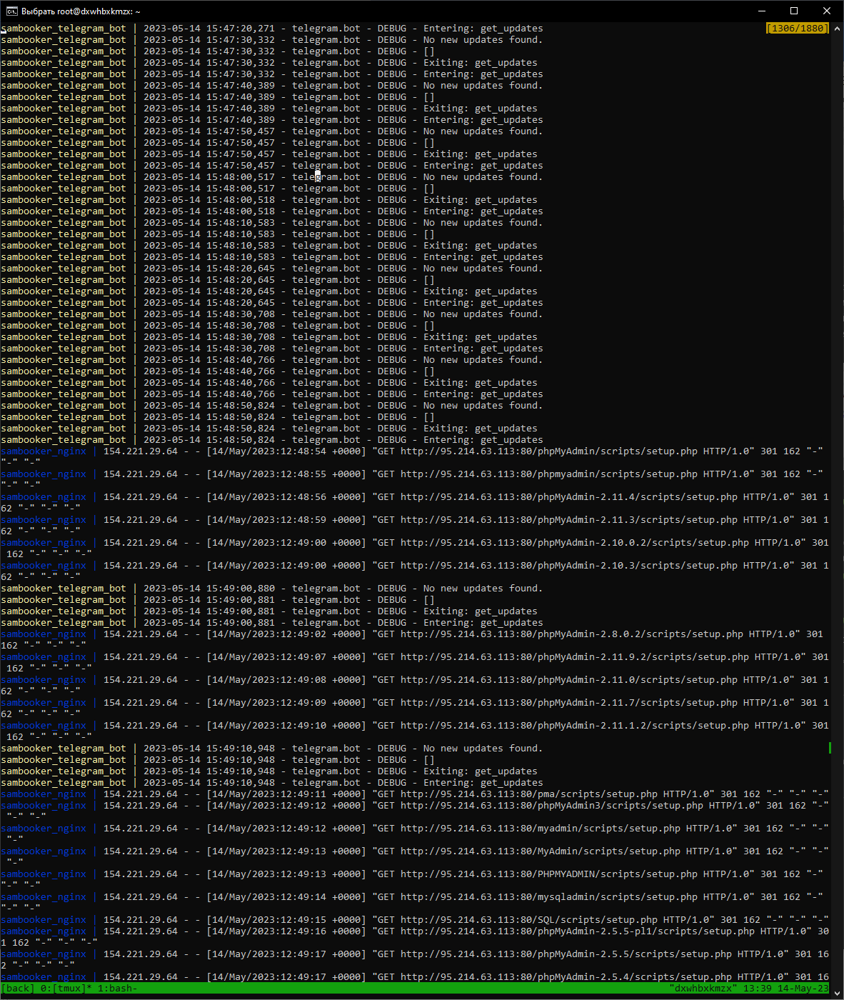 Выбрать root@dxwhbxkmzx: ~
sambooker_telegram_bot | 2023-05-14 15:47:20,271 - telegram.bot - DEBUG - Entering: get_updates [1306/1880]
sambooker_telegram_bot | 2023-05-14 15:47:30,332 - telegram.bot - DEBUG - No new updates found.
sambooker_telegram_bot | 2023-05-14 15:47:30,332 - telegram.bot - DEBUG - []
sambooker_telegram_bot | 2023-05-14 15:47:30,332 - telegram.bot - DEBUG - Exiting: get_updates
sambooker_telegram_bot | 2023-05-14 15:47:30,332 - telegram.bot - DEBUG - Entering: get_updates
sambooker_telegram_bot | 2023-05-14 15:47:40,389 - telegram.bot - DEBUG - No new updates found.
sambooker_telegram_bot | 2023-05-14 15:47:40,389 - telegram.bot - DEBUG - []
sambooker_telegram_bot | 2023-05-14 15:47:40,389 - telegram.bot - DEBUG - Exiting: get_updates
sambooker_telegram_bot | 2023-05-14 15:47:40,389 - telegram.bot - DEBUG - Entering: get_updates
sambooker_telegram_bot | 2023-05-14 15:47:50,457 - telegram.bot - DEBUG - No new updates found.
sambooker_telegram_bot | 2023-05-14 15:47:50,457 - telegram.bot - DEBUG - []
sambooker_telegram_bot | 2023-05-14 15:47:50,457 - telegram.bot - DEBUG - Exiting: get_updates
sambooker_telegram_bot | 2023-05-14 15:47:50,457 - telegram.bot - DEBUG - Entering: get_updates
sambooker_telegram_bot | 2023-05-14 15:48:00,517 - telegram.bot - DEBUG - No new updates found.
sambooker_telegram_bot | 2023-05-14 15:48:00,517 - telegram.bot - DEBUG - []
sambooker_telegram_bot | 2023-05-14 15:48:00,518 - telegram.bot - DEBUG - Exiting: get_updates
sambooker_telegram_bot | 2023-05-14 15:48:00,518 - telegram.bot - DEBUG - Entering: get_updates
sambooker_telegram_bot | 2023-05-14 15:48:10,583 - telegram.bot - DEBUG - No new updates found.
sambooker_telegram_bot | 2023-05-14 15:48:10,583 - telegram.bot - DEBUG - []
sambooker_telegram_bot | 2023-05-14 15:48:10,583 - telegram.bot - DEBUG - Exiting: get_updates
sambooker_telegram_bot | 2023-05-14 15:48:10,583 - telegram.bot - DEBUG - Entering: get_updates
sambooker_telegram_bot | 2023-05-14 15:48:20,645 - telegram.bot - DEBUG - No new updates found.
sambooker_telegram_bot | 2023-05-14 15:48:20,645 - telegram.bot - DEBUG - []
sambooker_telegram_bot | 2023-05-14 15:48:20,645 - telegram.bot - DEBUG - Exiting: get_updates
sambooker_telegram_bot | 2023-05-14 15:48:20,645 - telegram.bot - DEBUG - Entering: get_updates
sambooker_telegram_bot | 2023-05-14 15:48:30,708 - telegram.bot - DEBUG - No new updates found.
sambooker_telegram_bot | 2023-05-14 15:48:30,708 - telegram.bot - DEBUG - []
sambooker_telegram_bot | 2023-05-14 15:48:30,708 - telegram.bot - DEBUG - Exiting: get_updates
sambooker_telegram_bot | 2023-05-14 15:48:30,708 - telegram.bot - DEBUG - Entering: get_updates
sambooker_telegram_bot | 2023-05-14 15:48:40,766 - telegram.bot - DEBUG - No new updates found.
sambooker_telegram_bot | 2023-05-14 15:48:40,766 - telegram.bot - DEBUG - []
sambooker_telegram_bot | 2023-05-14 15:48:40,766 - telegram.bot - DEBUG - Exiting: get_updates
sambooker_telegram_bot | 2023-05-14 15:48:40,766 - telegram.bot - DEBUG - Entering: get_updates
sambooker_telegram_bot | 2023-05-14 15:48:50,824 - telegram.bot - DEBUG - No new updates found.
sambooker_telegram_bot | 2023-05-14 15:48:50,824 - telegram.bot - DEBUG - []
sambooker_telegram_bot | 2023-05-14 15:48:50,824 - telegram.bot - DEBUG - Exiting: get_updates
sambooker_telegram_bot | 2023-05-14 15:48:50,824 - telegram.bot - DEBUG - Entering: get_updates
sambooker_nginx | 154.221.29.64 - - [14/May/2023:12:48:54 +0000] "GET http://95.214.63.113:80/phpMyAdmin/scripts/setup.php HTTP/1.0" 301 162 "-"
"-" "-"
sambooker_nginx | 154.221.29.64 - - [14/May/2023:12:48:55 +0000] "GET http://95.214.63.113:80/phpmyadmin/scripts/setup.php HTTP/1.0" 301 162 "-"
"-" "-"
sambooker_nginx | 154.221.29.64 - - [14/May/2023:12:48:56 +0000] "GET http://95.214.63.113:80/phpMyAdmin-2.11.4/scripts/setup.php HTTP/1.0" 301 1
62 "-" "-" "-"
sambooker_nginx | 154.221.29.64 - - [14/May/2023:12:48:59 +0000] "GET http://95.214.63.113:80/phpMyAdmin-2.11.3/scripts/setup.php HTTP/1.0" 301 1
62 "-" "-" "-"
sambooker_nginx | 154.221.29.64 - - [14/May/2023:12:49:00 +0000] "GET http://95.214.63.113:80/phpMyAdmin-2.10.0.2/scripts/setup.php HTTP/1.0" 301
162 "-" "-" "-"
sambooker_nginx | 154.221.29.64 - - [14/May/2023:12:49:00 +0000] "GET http://95.214.63.113:80/phpMyAdmin-2.10.3/scripts/setup.php HTTP/1.0" 301 1
62 "-" "-" "-"
sambooker_telegram_bot | 2023-05-14 15:49:00,880 - telegram.bot - DEBUG - No new updates found.
sambooker_telegram_bot | 2023-05-14 15:49:00,881 - telegram.bot - DEBUG - []
sambooker_telegram_bot | 2023-05-14 15:49:00,881 - telegram.bot - DEBUG - Exiting: get_updates
sambooker_telegram_bot | 2023-05-14 15:49:00,881 - telegram.bot - DEBUG - Entering: get_updates
sambooker_nginx | 154.221.29.64 - - [14/May/2023:12:49:02 +0000] "GET http://95.214.63.113:80/phpMyAdmin-2.8.0.2/scripts/setup.php HTTP/1.0" 301
162 "-" "-" "-"
sambooker_nginx | 154.221.29.64 - - [14/May/2023:12:49:07 +0000] "GET http://95.214.63.113:80/phpMyAdmin-2.11.9.2/scripts/setup.php HTTP/1.0" 301
162 "-" "-" "-"
sambooker_nginx | 154.221.29.64 - - [14/May/2023:12:49:08 +0000] "GET http://95.214.63.113:80/phpMyAdmin-2.11.0/scripts/setup.php HTTP/1.0" 301 1
62 "-" "-" "-"
sambooker_nginx | 154.221.29.64 - - [14/May/2023:12:49:09 +0000] "GET http://95.214.63.113:80/phpMyAdmin-2.11.7/scripts/setup.php HTTP/1.0" 301 1
62 "-" "-" "-"
sambooker_nginx | 154.221.29.64 - - [14/May/2023:12:49:10 +0000] "GET http://95.214.63.113:80/phpMyAdmin-2.11.1.2/scripts/setup.php HTTP/1.0" 301
162 "-" "-" "-"
sambooker_telegram_bot | 2023-05-14 15:49:10,948 - telegram.bot - DEBUG - No new updates found.
sambooker_telegram_bot | 2023-05-14 15:49:10,948 - telegram.bot - DEBUG - []
sambooker_telegram_bot | 2023-05-14 15:49:10,948 - telegram.bot - DEBUG - Exiting: get_updates
sambooker_telegram_bot | 2023-05-14 15:49:10,948 - telegram.bot - DEBUG - Entering: get_updates
sambooker_nginx | 154.221.29.64 - - [14/May/2023:12:49:11 +0000] "GET http://95.214.63.113:80/pma/scripts/setup.php HTTP/1.0" 301 162 "-" "-" "-"
sambooker_nginx | 154.221.29.64 - - [14/May/2023:12:49:12 +0000] "GET http://95.214.63.113:80/phpMyAdmin3/scripts/setup.php HTTP/1.0" 301 162 "-"
"-" "-"
sambooker_nginx | 154.221.29.64 - - [14/May/2023:12:49:12 +0000] "GET http://95.214.63.113:80/myadmin/scripts/setup.php HTTP/1.0" 301 162 "-" "-"
"-"
sambooker_nginx | 154.221.29.64 - - [14/May/2023:12:49:13 +0000] "GET http://95.214.63.113:80/MyAdmin/scripts/setup.php HTTP/1.0" 301 162 "-" "-"
"-"
sambooker_nginx | 154.221.29.64 - - [14/May/2023:12:49:13 +0000] "GET http://95.214.63.113:80/PHPMYADMIN/scripts/setup.php HTTP/1.0" 301 162 "-"
"-" "-"
sambooker_nginx | 154.221.29.64 - - [14/May/2023:12:49:14 +0000] "GET http://95.214.63.113:80/mysqladmin/scripts/setup.php HTTP/1.0" 301 162 "-"
"-" "-"
sambooker_nginx | 154.221.29.64 - - [14/May/2023:12:49:15 +0000] "GET http://95.214.63.113:80/SQL/scripts/setup.php HTTP/1.0" 301 162 "-" "-" "-"
sambooker_nginx | 154.221.29.64 - - [14/May/2023:12:49:16 +0000] "GET http://95.214.63.113:80/phpMyAdmin-2.5.5-pl1/scripts/setup.php HTTP/1.0" 30
1 162 "-" "-" "-"
sambooker_nginx | 154.221.29.64 - - [14/May/2023:12:49:17 +0000] "GET http://95.214.63.113:80/phpMyAdmin-2.5.5/scripts/setup.php HTTP/1.0" 301 16
2 "-" "-" "-"
sambooker_nginx | 154.221.29.64 - - [14/May/2023:12:49:17 +0000] "GET http://95.214.63.113:80/phpMyAdmin-2.5.4/scripts/setup.php HTTP/1.0" 301 16
[back] 0:[tmux]* 1:bash- "dxwhbxkmzx" 13:39 14-May-23